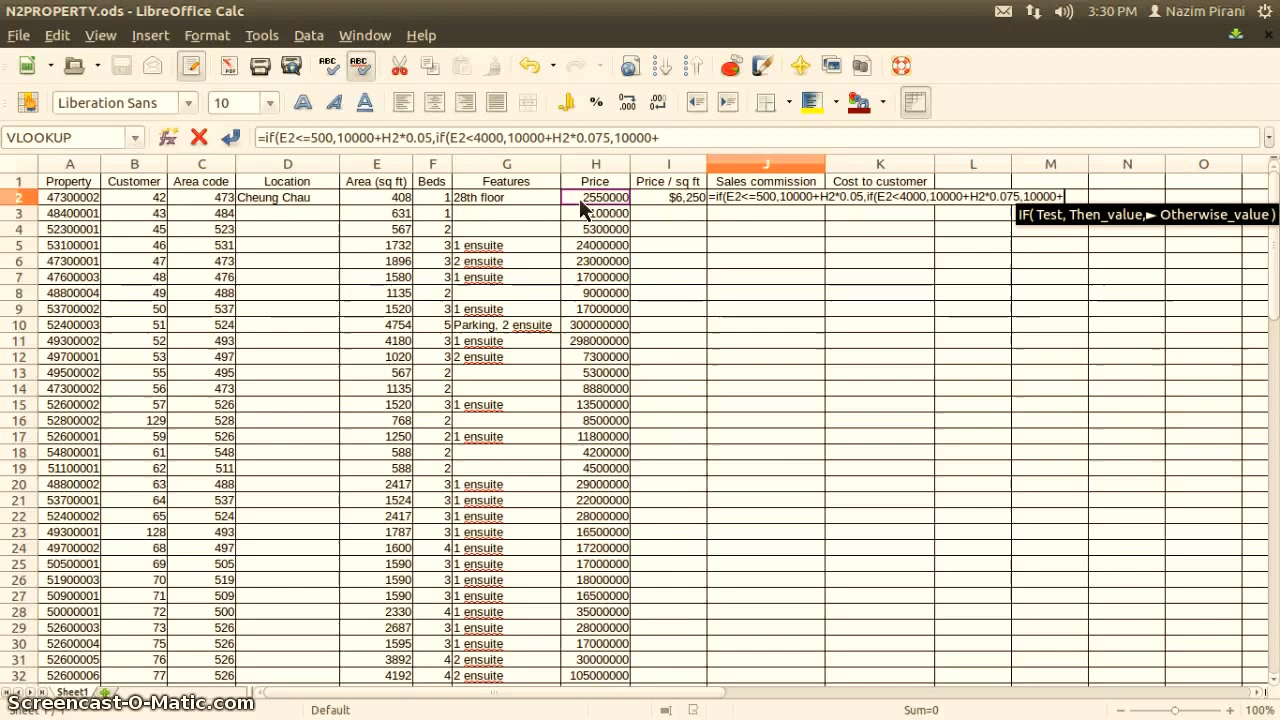 N2PROPERTY.ods - LibreOffice Calc 3:30 PM Nazim Pirani
File Edit View Insert Format Tools Data Window Help
Liberation Sans 10
VLOOKUP =if(E2<=500,10000+H2*0.05,if(E2<4000,10000+H2*0.075,10000+
A B C D E F G H I J K L M N O
1 Property Customer Area code Location Area (sq ft) Beds Features Price Price / sq ft Sales commission Cost to customer
2 47300002 42 473 Cheung Chau 408 1 28th floor 2550000 $6,250 =if(E2<=500,10000+H2*0.05,if(E2<4000,10000+H2*0.075,10000+
IF( Test, Then_value,► Otherwise_value )
3 48400001 43 484 631 1
4 52300001 45 523 567 2 5300000
5 53100001 46 531 1732 3 1 ensuite 24000000
6 47300001 47 473 1896 3 2 ensuite 23000000
7 47600003 48 476 1580 3 1 ensuite 17000000
8 48800004 49 488 1135 2 9000000
9 53700002 50 537 1520 3 1 ensuite 17000000
10 52400003 51 524 4754 5 Parking, 2 ensuite 300000000
11 49300002 52 493 4180 3 1 ensuite 298000000
12 49700001 53 497 1020 3 2 ensuite 7300000
13 49500002 55 495 567 2 5300000
14 47300002 56 473 1135 2 8880000
15 52600002 57 526 1520 3 1 ensuite 13500000
16 52800002 129 528 768 2 8500000
17 52600001 59 526 1250 2 1 ensuite 11800000
18 54800001 61 548 588 2 4200000
19 51100001 62 511 588 2 4500000
20 48800002 63 488 2417 3 1 ensuite 29000000
21 53700001 64 537 1524 3 1 ensuite 22000000
22 52400002 65 524 2417 3 1 ensuite 28000000
23 49300001 128 493 1787 3 1 ensuite 16500000
24 49700002 68 497 1600 4 1 ensuite 17200000
25 50500001 69 505 1590 3 1 ensuite 17000000
26 51900003 70 519 1590 3 1 ensuite 18000000
27 50900001 71 509 1590 3 1 ensuite 16500000
28 50000001 72 500 2330 4 1 ensuite 35000000
29 52600003 73 526 2687 3 1 ensuite 28000000
30 52600004 75 526 1595 3 1 ensuite 17000000
31 52600005 76 526 3892 4 2 ensuite 30000000
32 52600006 77 526 4192 4 2 ensuite 105000000
Sheet1
Screencast-O-Matic.com
Default Sum=0 100%